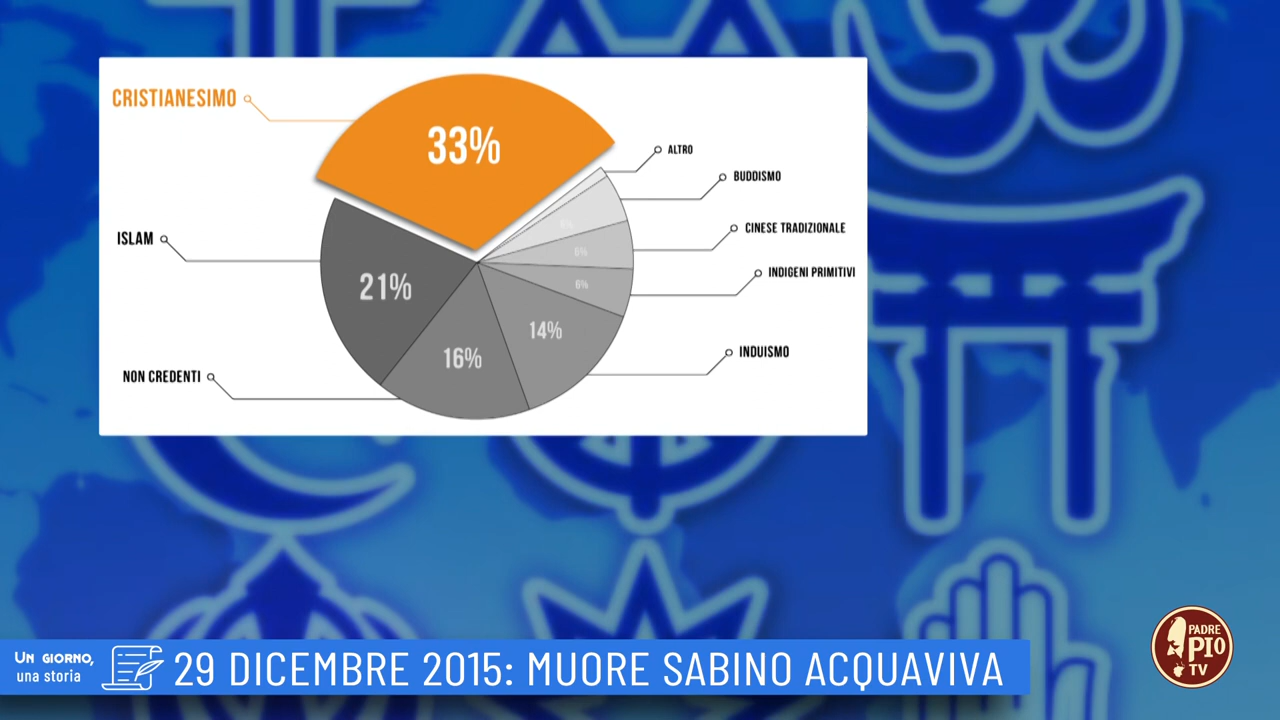 CRISTIANESIMO
33%
ALTRO
BUDDISMO
CINESE TRADIZIONALE
ISLAM
6%
INDIGENI PRIMITIVI
21%
6%
14%
16%
INDUISMO
NON CREDENTI
UN GIORNO,
una storia
29 DICEMBRE 2015: MUORE SABINO ACQUAVIVA
PADRE
PIO
TV